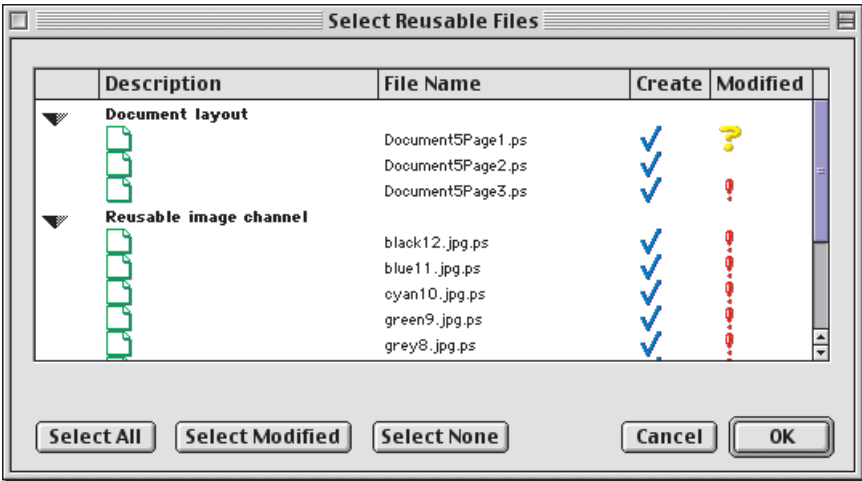 Select Reusable Files
Description File Name Create Modified
Document layout
Document5Page1.ps
Document5Page2.ps
Document5Page3.ps
Reusable image channel
black12.jpg.ps
blue11.jpg.ps
cyan10.jpg.ps
green9.jpg.ps
grey8.jpg.ps
Select All Select Modified Select None Cancel OK